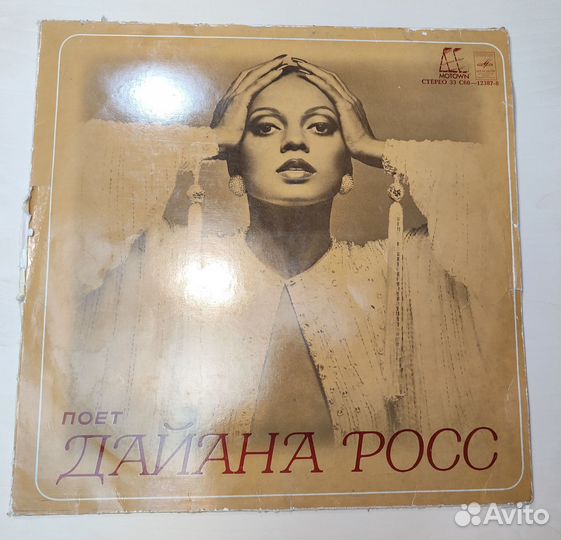 MOTOWN
СТЕРЕО 33 С60—12387-8
ПОЕТ
ДАЙАНА РОСС
Avito